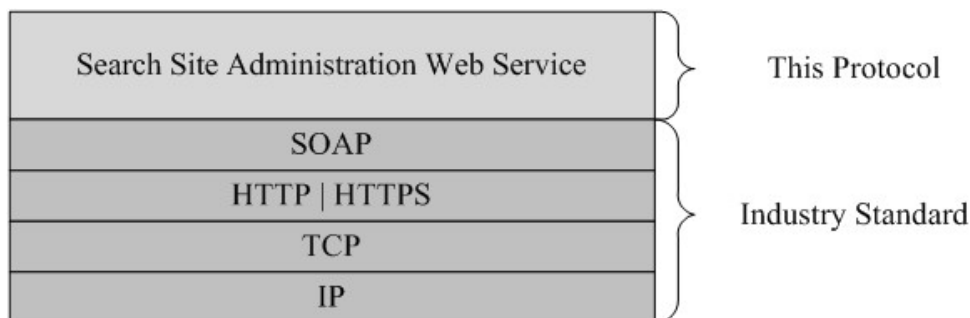 Search Site Administration Web Service
This Protocol
SOAP
HTTP | HTTPS
TCP
IP
Industry Standard